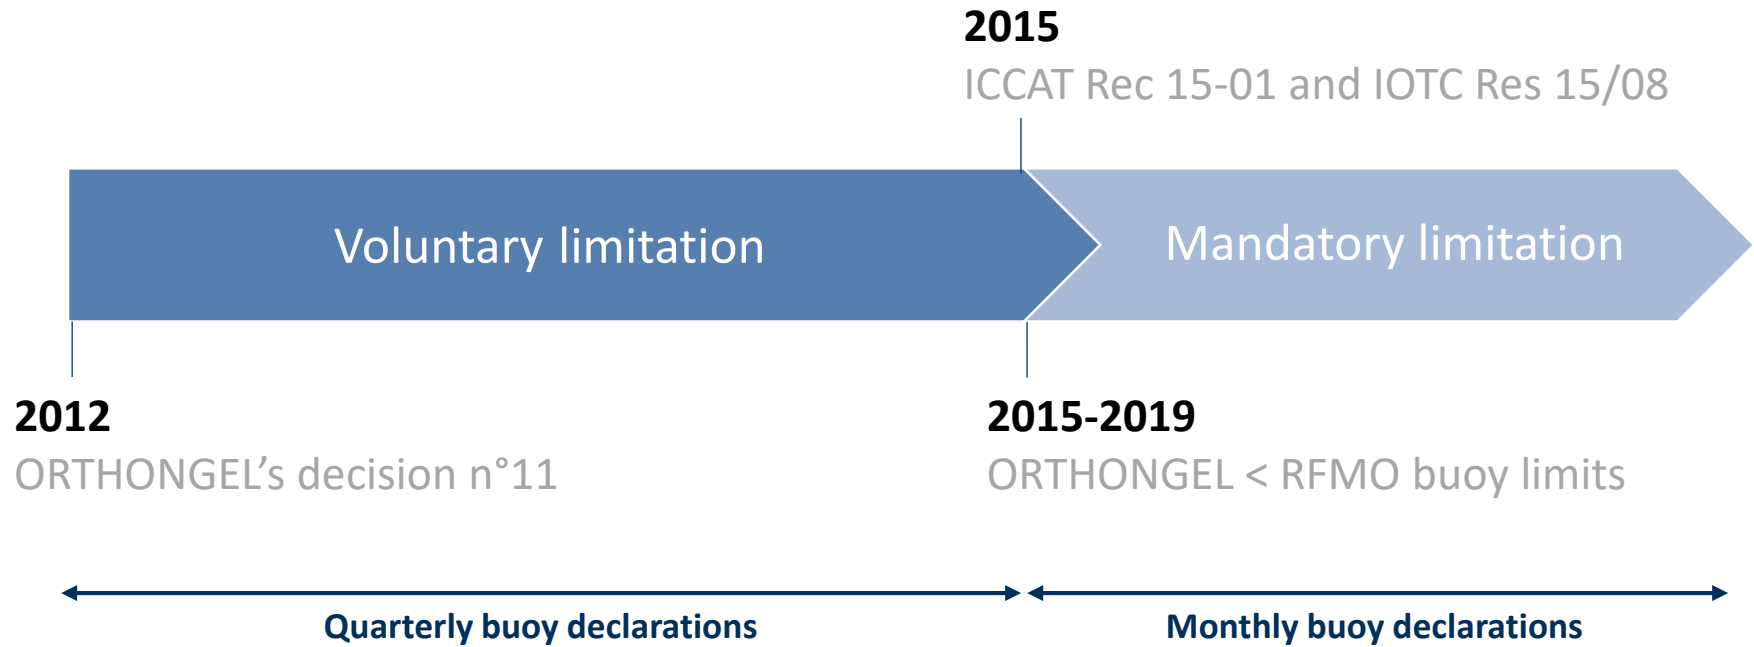 2015
ICCAT Rec 15-01 and IOTC Res 15/08
Voluntary limitation
Mandatory limitation
2012
ORTHONGEL’s decision n°11
2015-2019
ORTHONGEL < RFMO buoy limits
Quarterly buoy declarations
Monthly buoy declarations